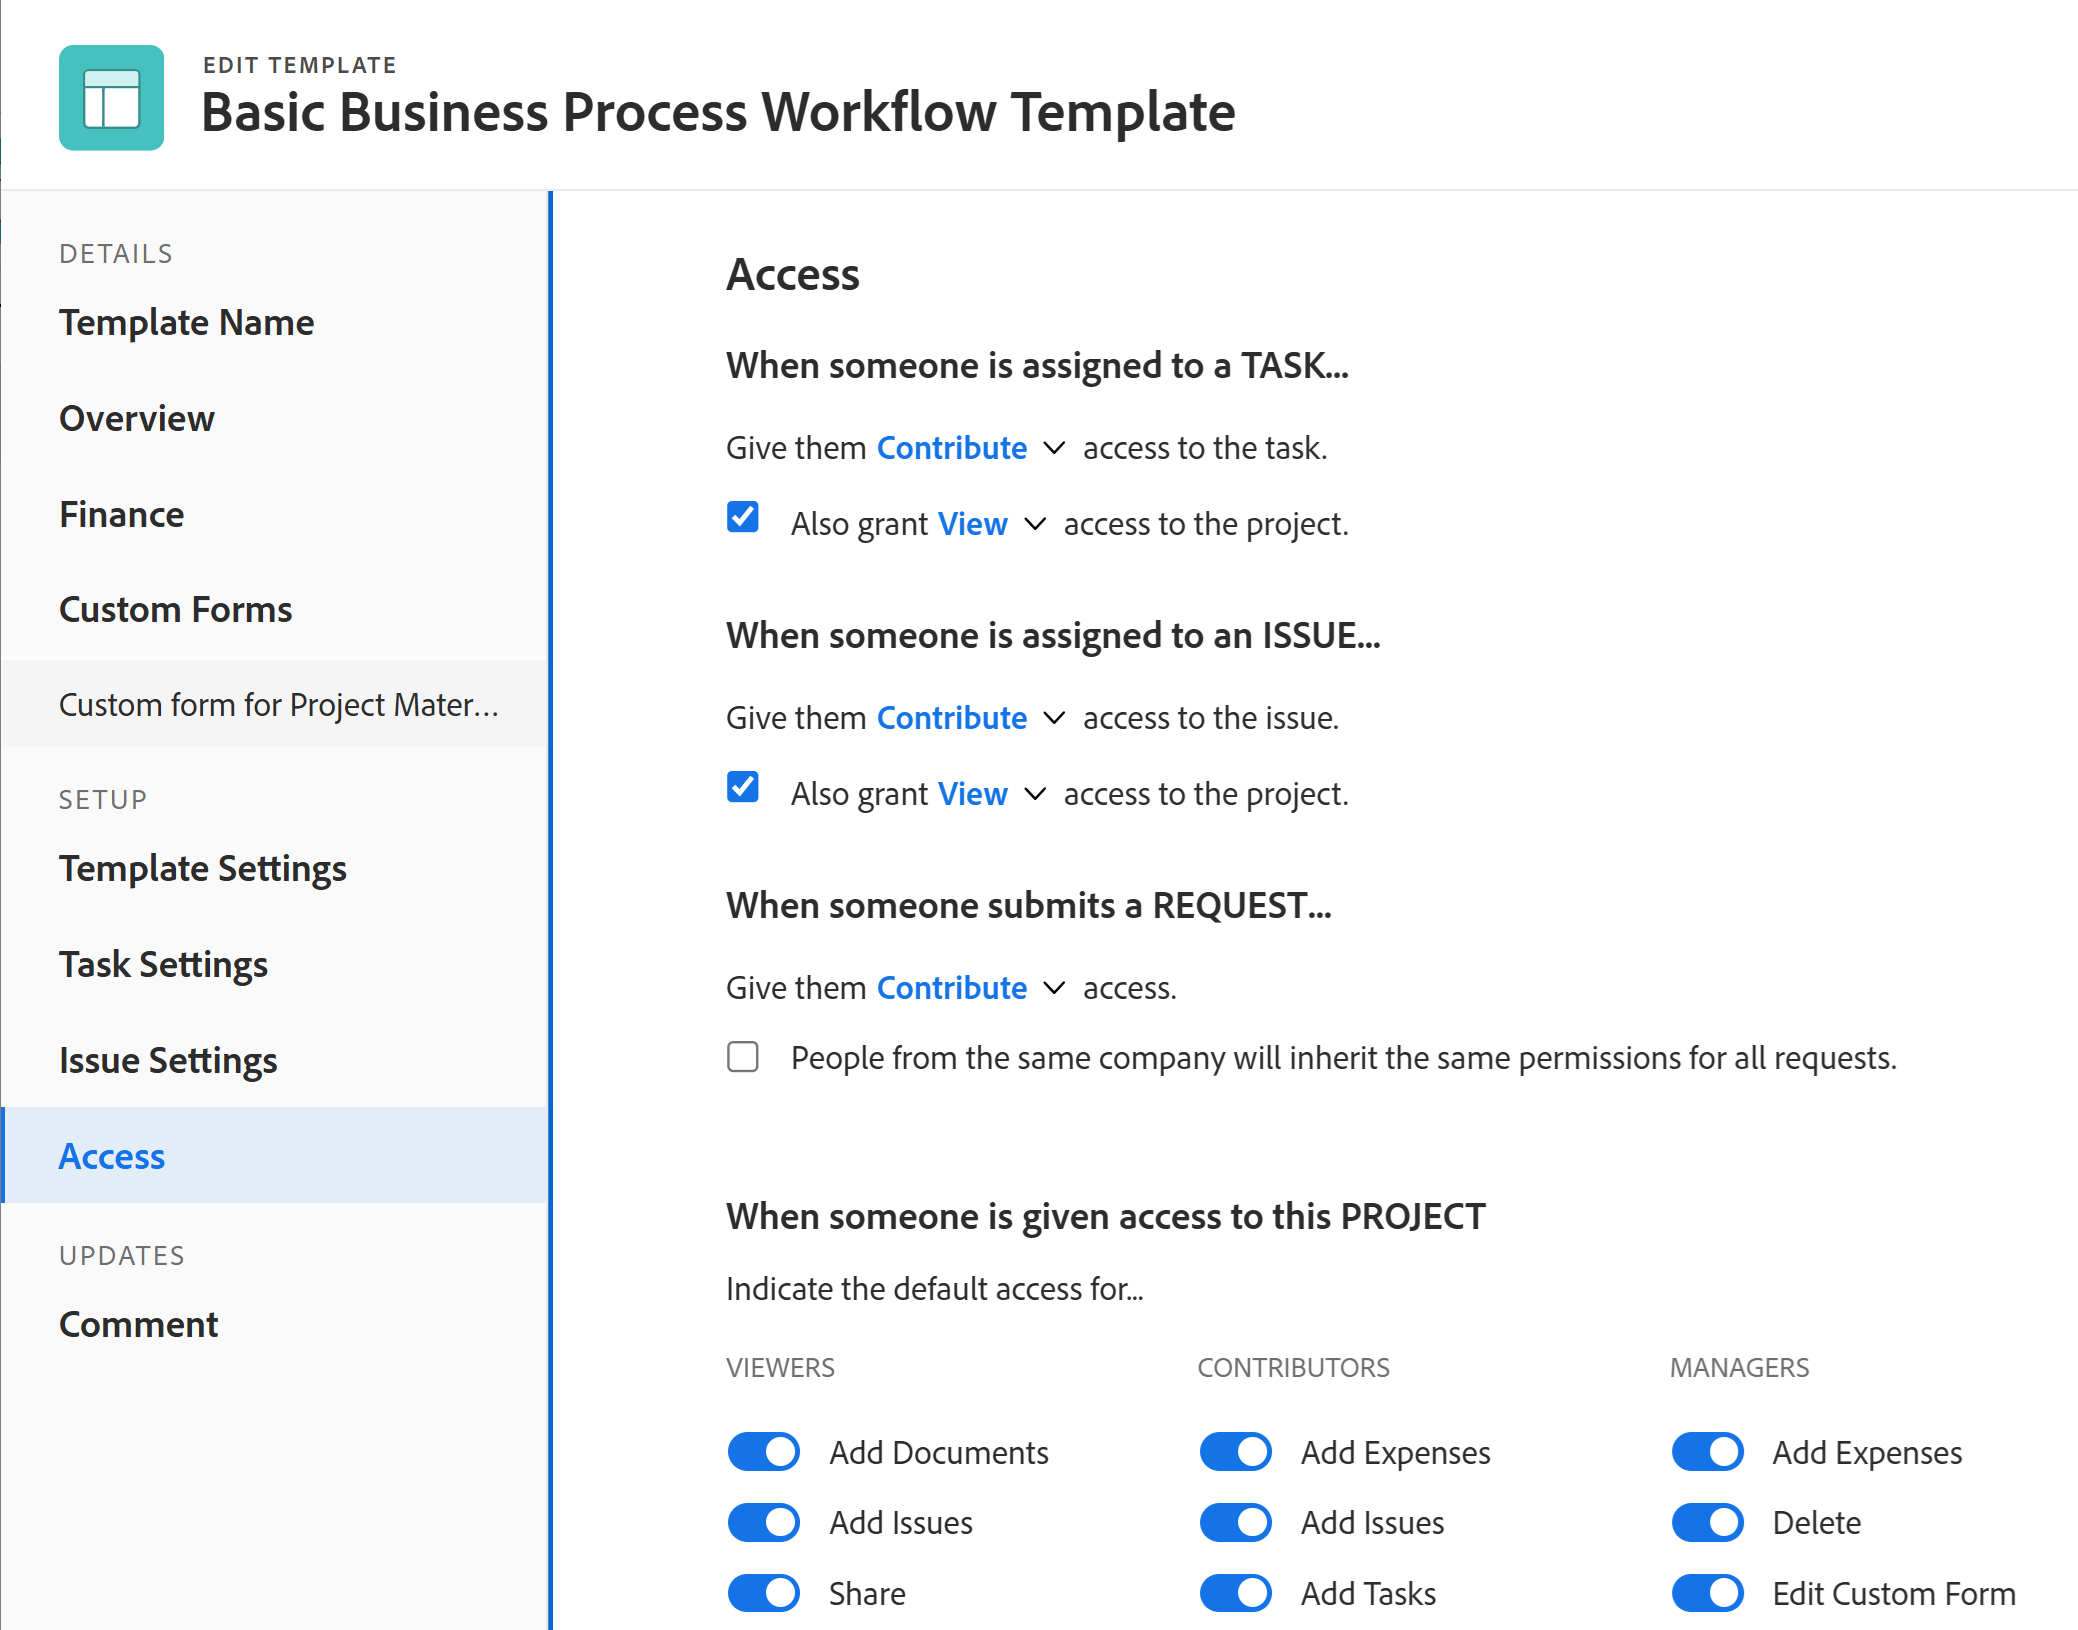 EDIT TEMPLATE
Basic Business Process Workflow Template
DETAILS
Template Name
Overview
Finance
Custom Forms
Custom form for Project Mater...
SETUP
Template Settings
Task Settings
Issue Settings
Access
UPDATES
Comment
Access
When someone is assigned to a TASK...
Give them Contribute access to the task.
Also grant View access to the project.
When someone is assigned to an ISSUE...
Give them Contribute access to the issue.
Also grant View access to the project.
When someone submits a REQUEST...
Give them Contribute access.
People from the same company will inherit the same permissions for all requests.
When someone is given access to this PROJECT
Indicate the default access for...
VIEWERS CONTRIBUTORS MANAGERS
Add Documents Add Expenses Add Expenses
Add Issues Add Issues Delete
Share Add Tasks Edit Custom Form